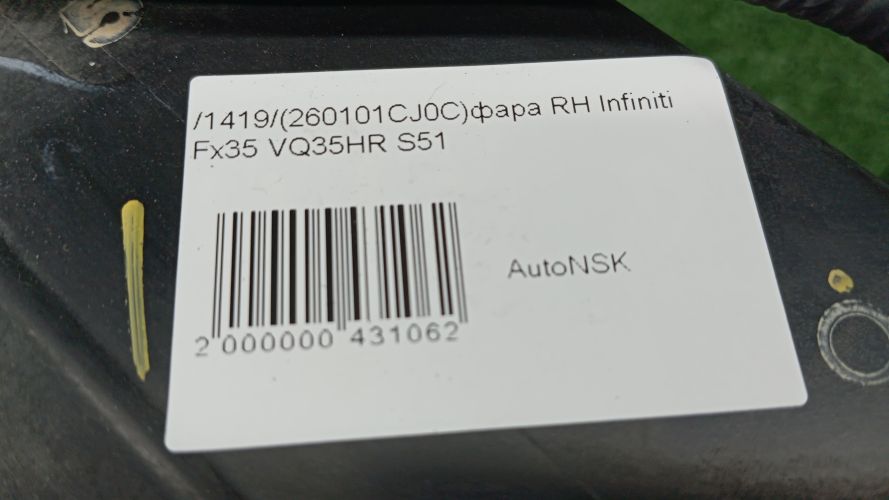 /1419/(260101CJ0C)фара RH Infiniti
Fx35 VQ35HR S51
AutoNSK
2 000000 431062